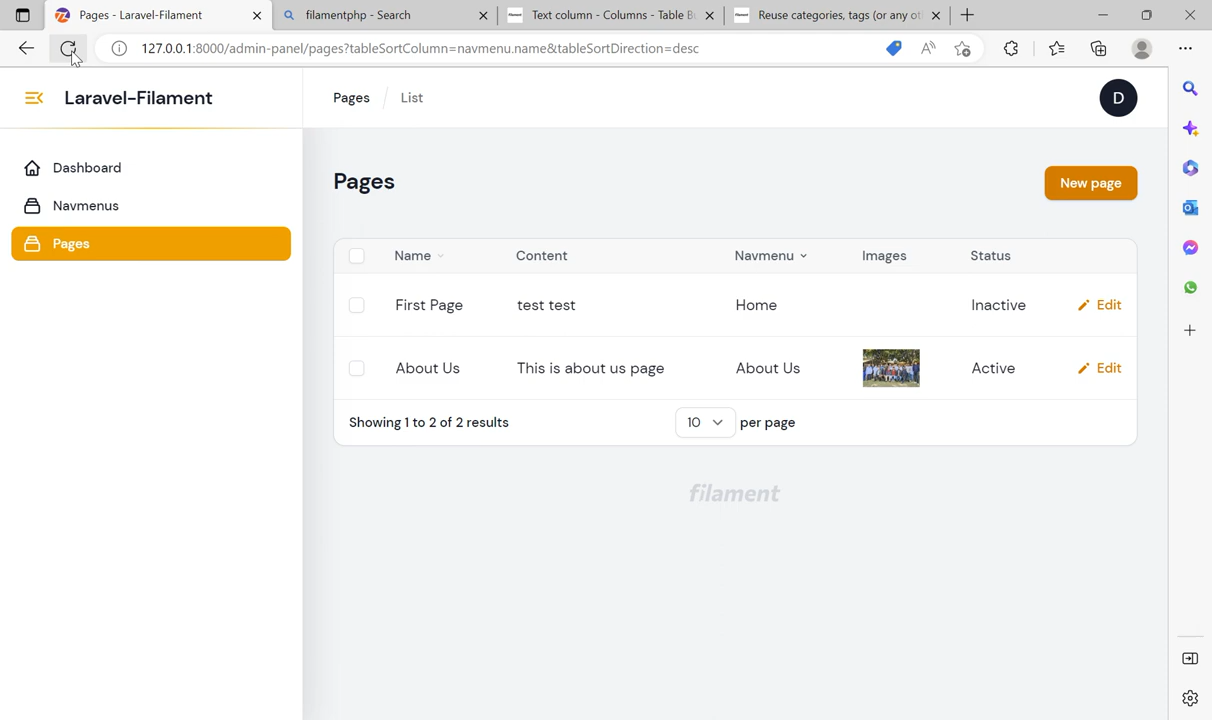 Pages - Laravel-Filament
filamentphp - Search
Text column - Columns - Table Bu
Reuse categories, tags (or any ot
127.0.0.1:8000/admin-panel/pages?tableSortColumn=navmenu.name&tableSortDirection=desc
Laravel-Filament
Pages
List
D
Dashboard
Navmenus
Pages
Pages
New page
Name
Content
Navmenu
Images
Status
First Page
test test
Home
Inactive
Edit
About Us
This is about us page
About Us
Active
Edit
Showing 1 to 2 of 2 results
10
per page
filament